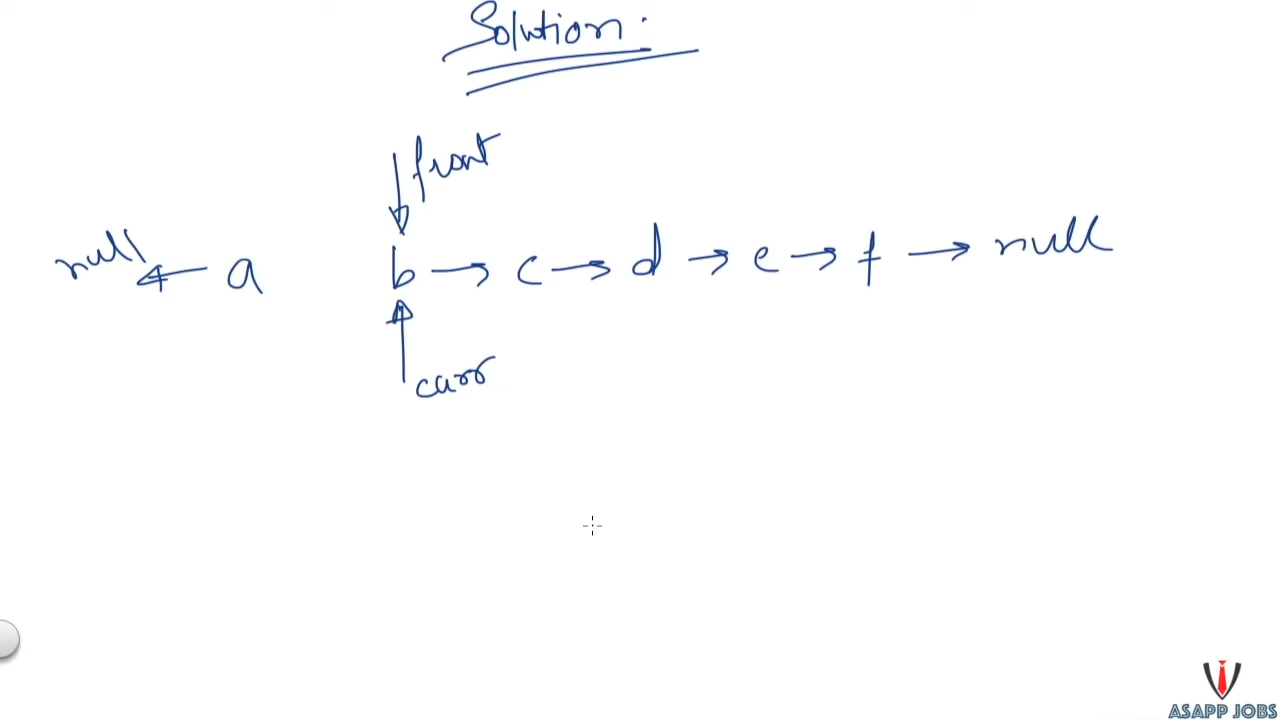 Solution:
front
null ← a b → c → d → e → f → null
curr
ASAPP JOBS